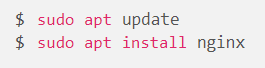 $ sudo apt update
$ sudo apt install nginx